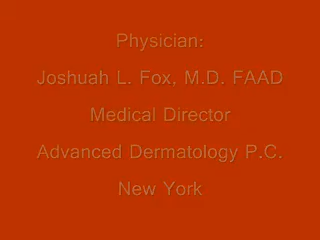 Physician:
Joshuah L. Fox, M.D. FAAD
Medical Director
Advanced Dermatology P.C.
New York